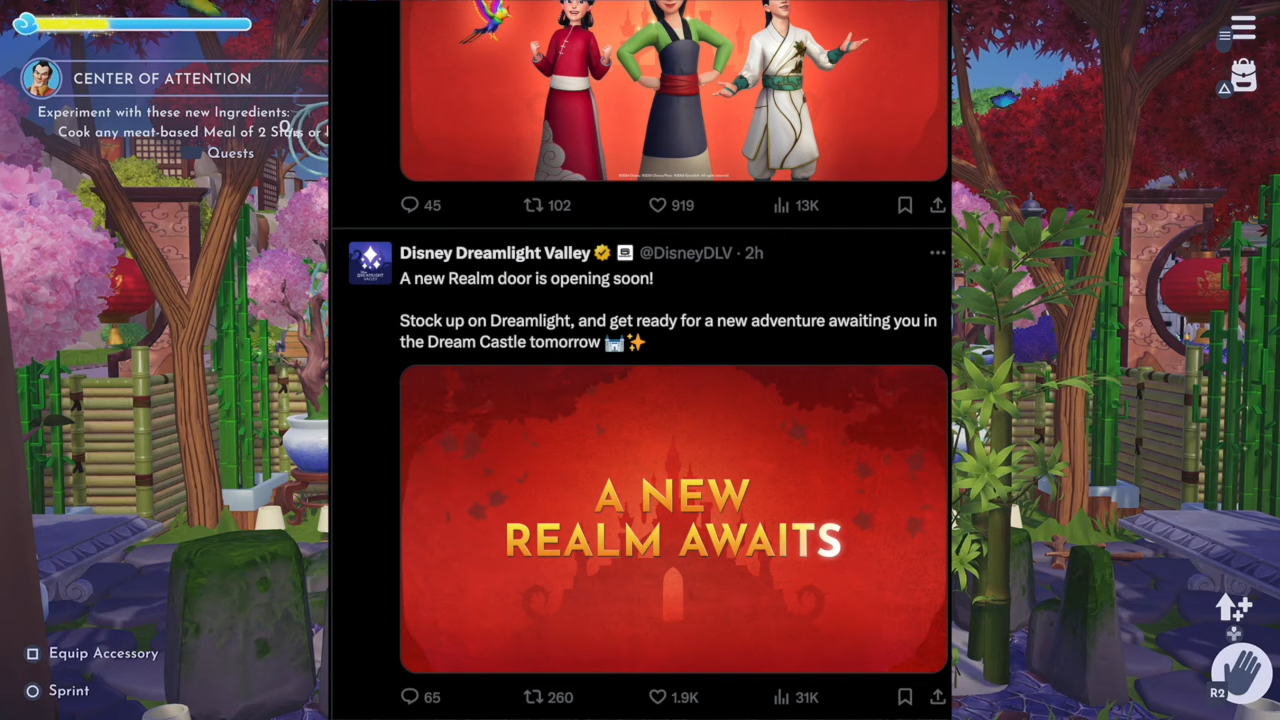 CENTER OF ATTENTION
Experiment with these new Ingredients:
Cook any meat-based Meal of 2 Stars or
Quests
45 102 919 13K
Disney Dreamlight Valley @DisneyDLV · 2h
A new Realm door is opening soon!
Stock up on Dreamlight, and get ready for a new adventure awaiting you in
the Dream Castle tomorrow
A NEW
REALM AWAITS
65 260 1.9K 31K
Equip Accessory
Sprint
R2